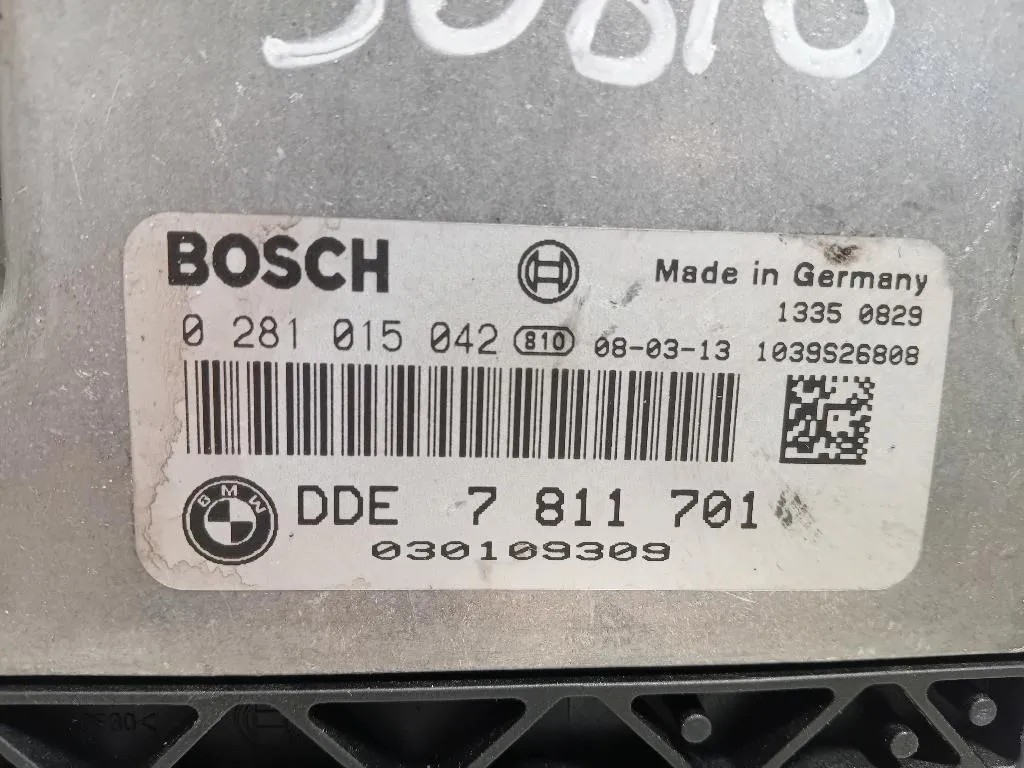 BOSCH
Made in Germany
1335 0829
0 281 015 042 810 08-03-13 1039S26808
BMW
DDE 7 811 701
030109309